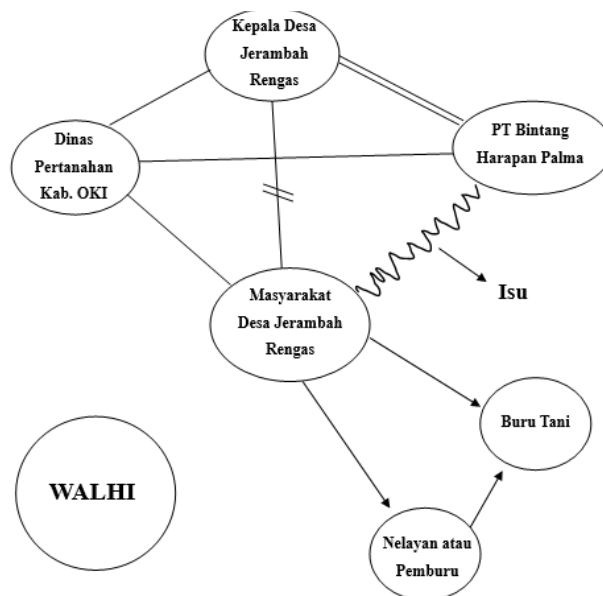 Kepala Desa
Jerambah
Rengas
Dinas
Pertanahan
Kab. OKI
PT Bintang
Harapan Palma
Masyarakat
Desa Jerambah
Rengas
Isu
Buru Tani
WALHI
Nelayan atau
Pemburu